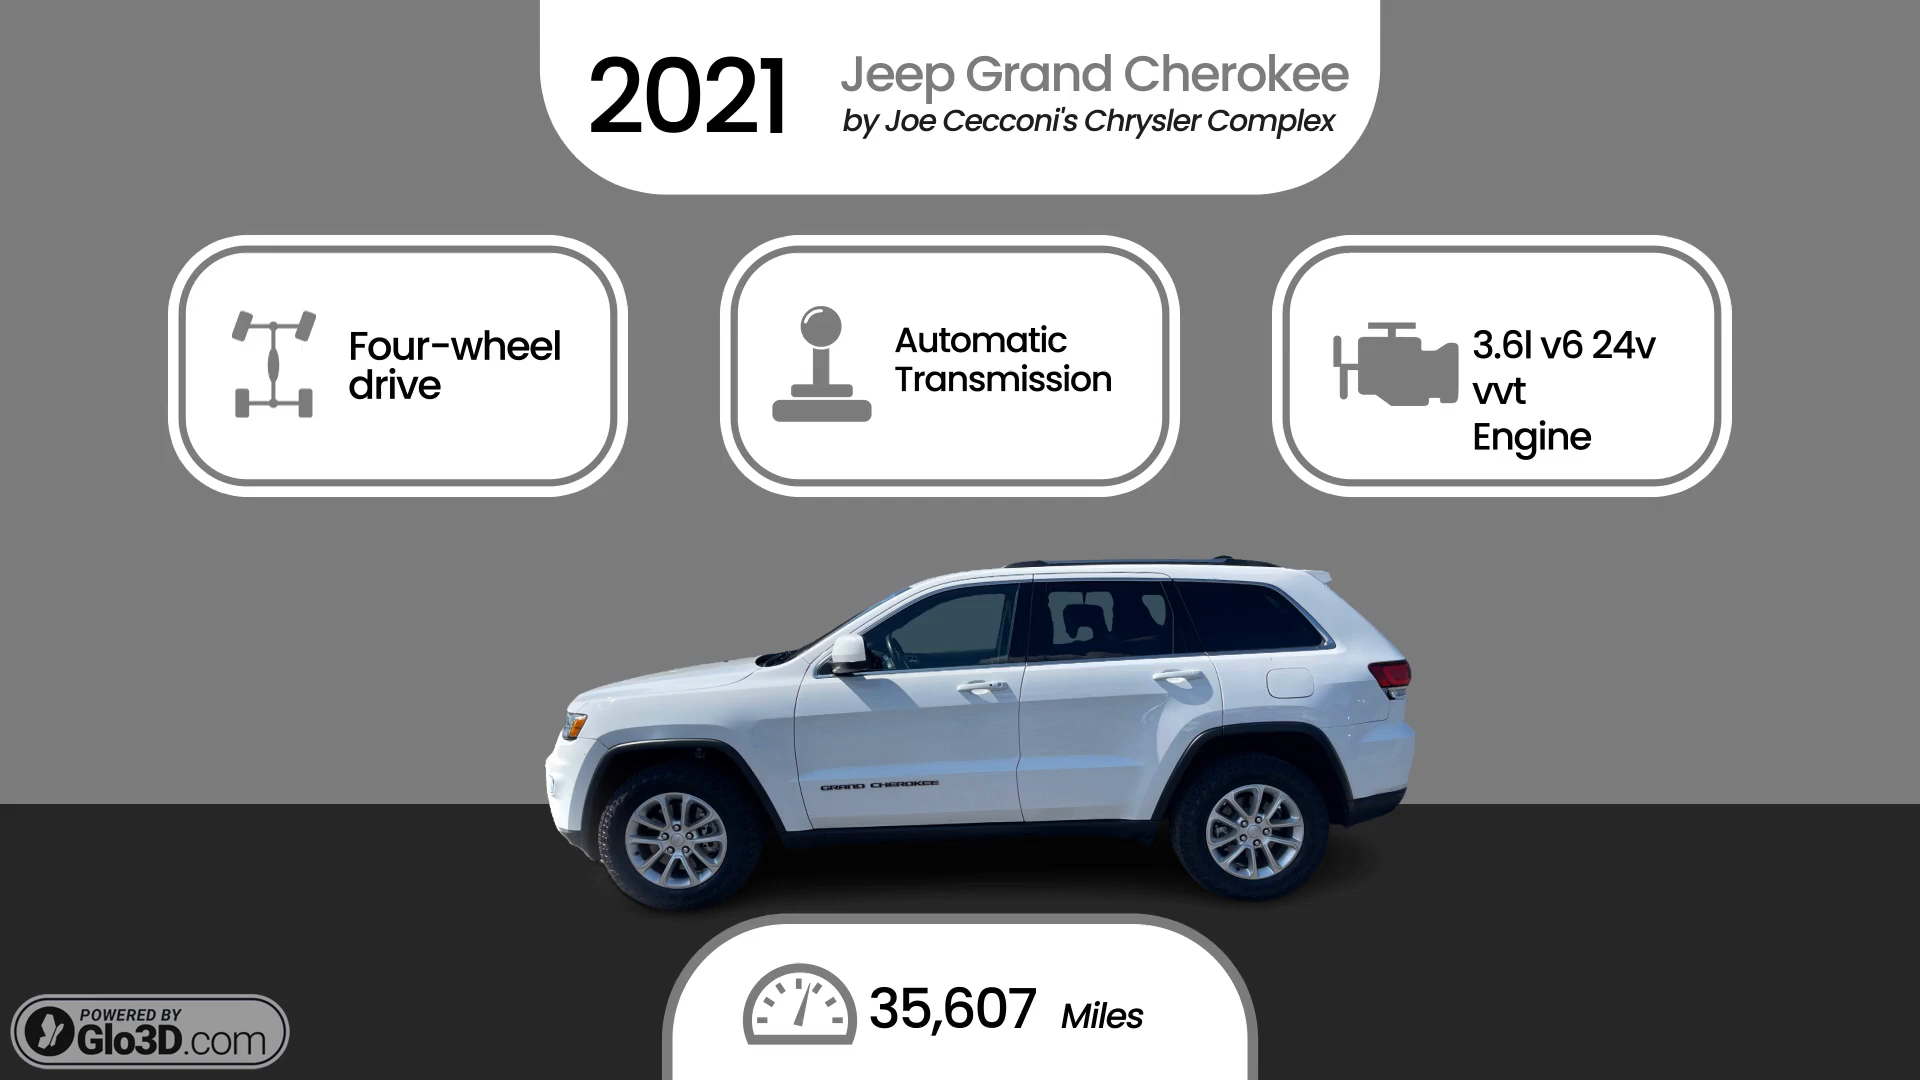 2021
Jeep Grand Cherokee
by Joe Cecconi's Chrysler Complex
Four-wheel
drive
Automatic
Transmission
3.6l v6 24v
vvt
Engine
GRAND CHEROKEE
35,607 Miles
POWERED BY
Glo3D.com